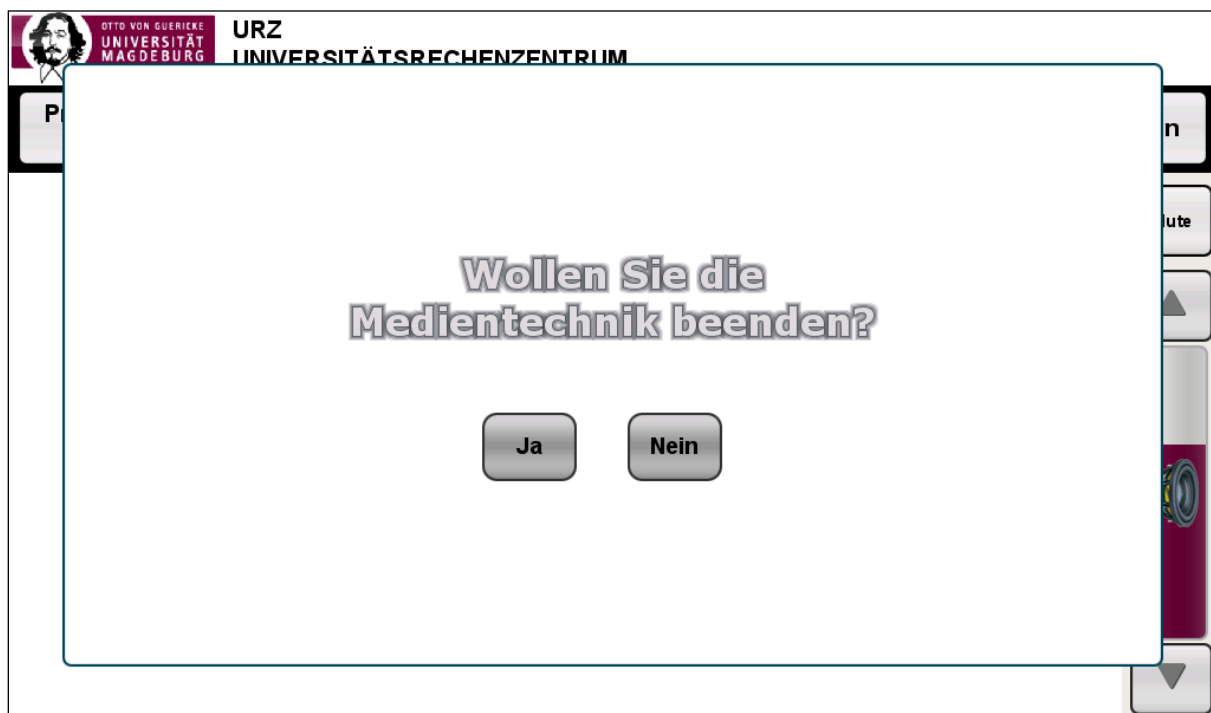 OTTO VON GUERICKE
UNIVERSITÄT
MAGDEBURG
URZ
UNIVERSITÄTSRECHENZENTRUM
Wollen Sie die
Medientechnik beenden?
Ja
Nein